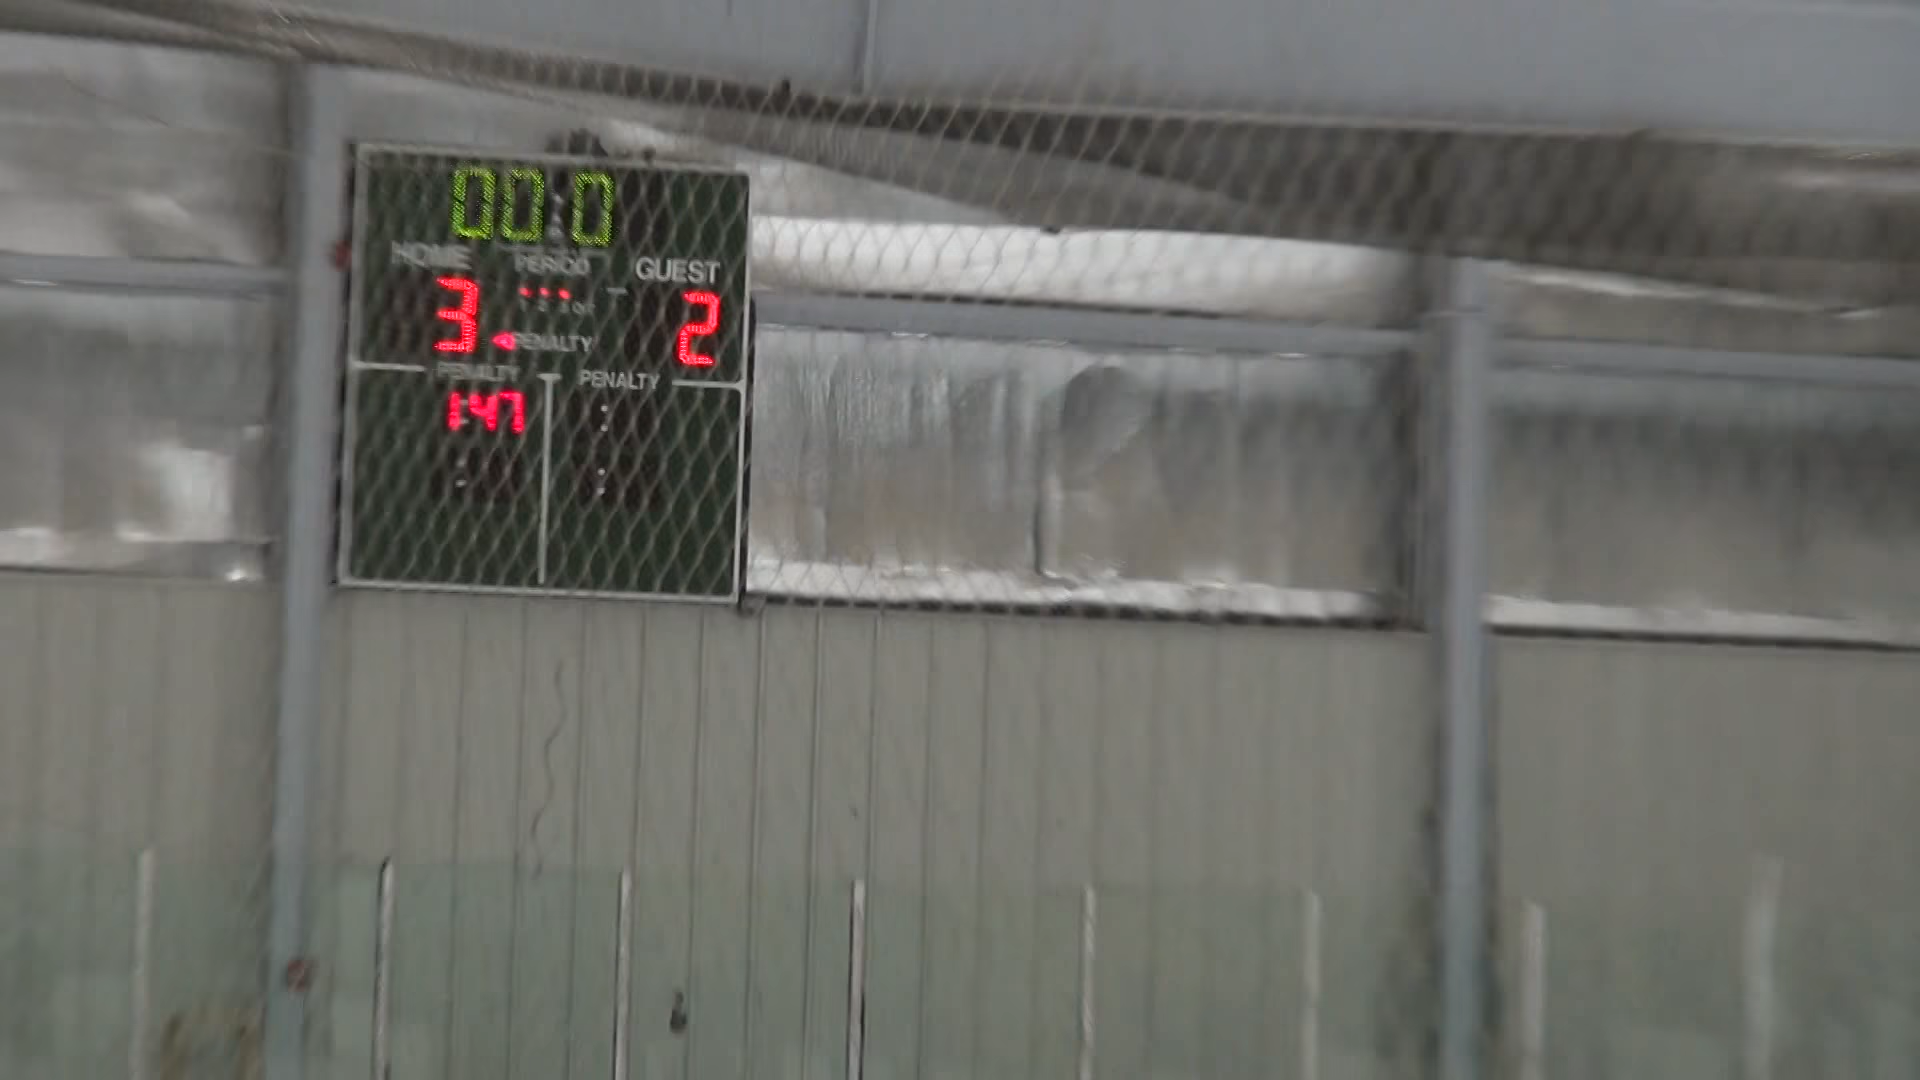 00:0
HOME PERIOD GUEST
3 2
PENALTY
PENALTY PENALTY
1:47 :
: :